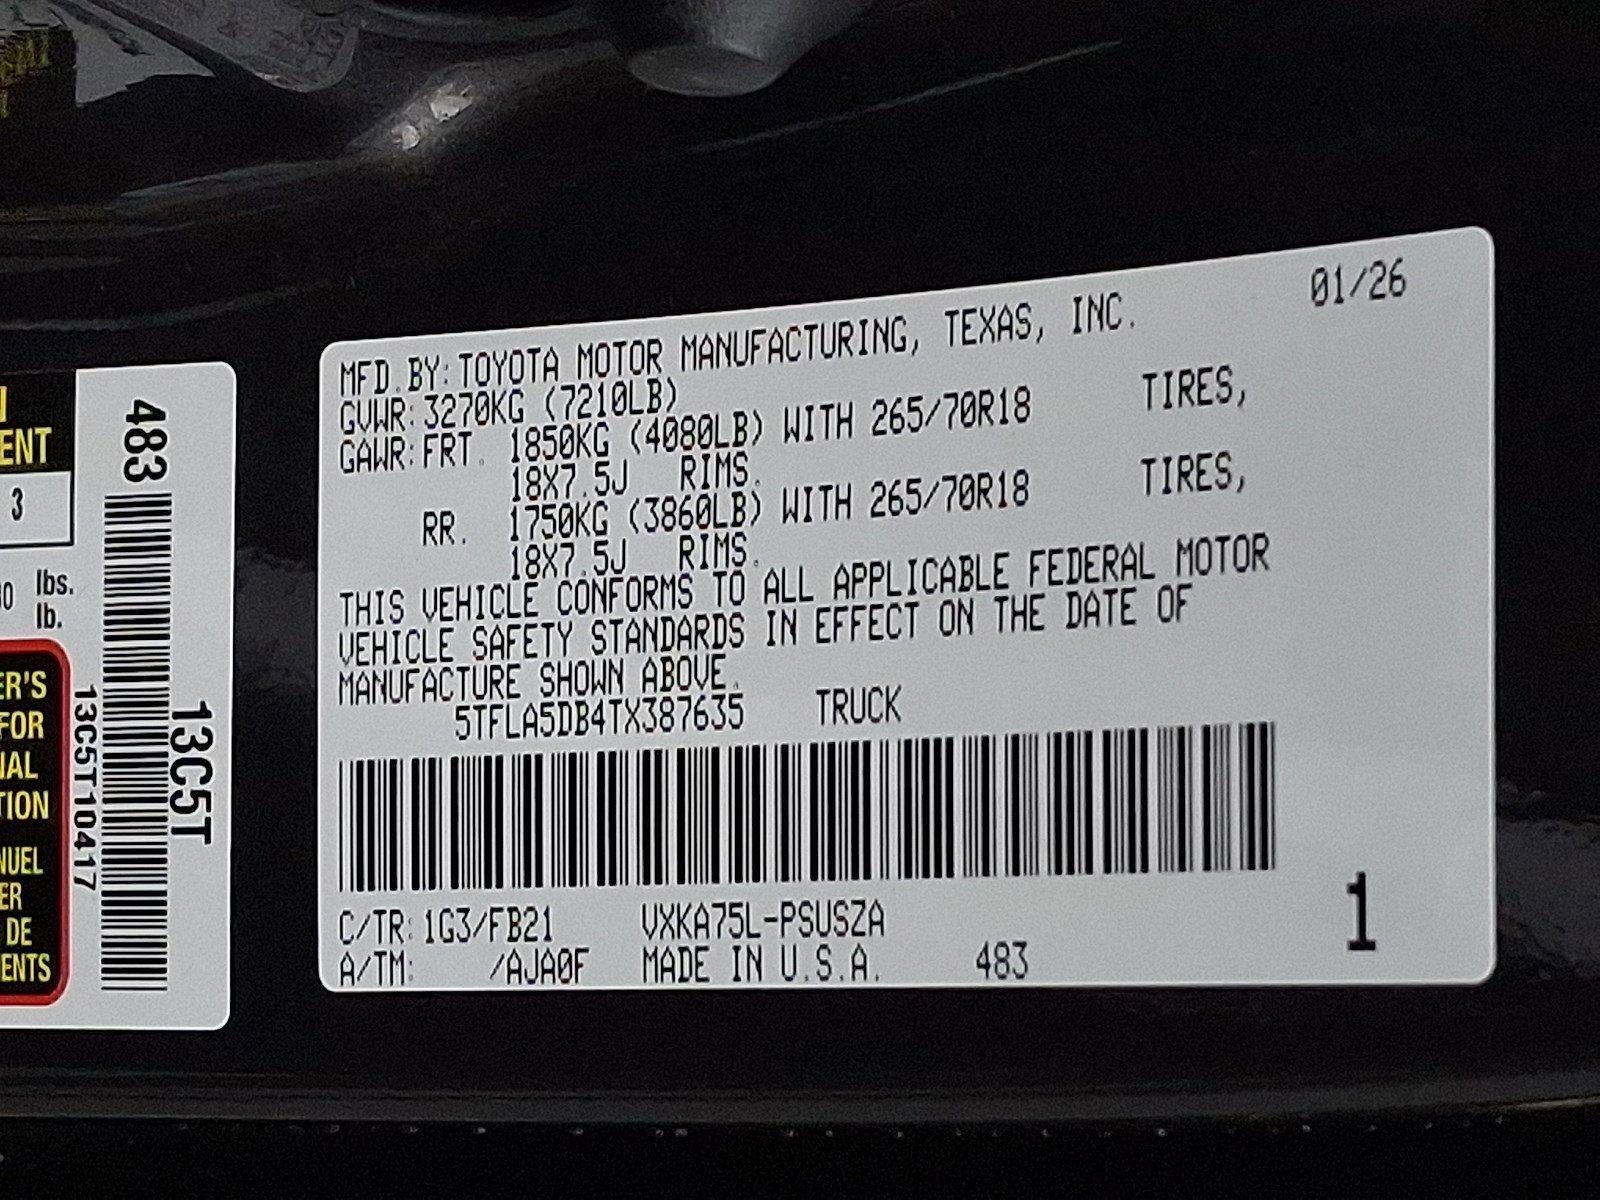 N
ENT
3
lbs.
lb.
ER'S
FOR
TION
NUEL
ER
DE
ENTS
483
13C5T
13C5T10417
01/26
MFD.BY:TOYOTA MOTOR MANUFACTURING, TEXAS, INC.
GVWR:3270KG (7210LB)
GAWR:FRT. 1850KG (4080LB) WITH 265/70R18 TIRES,
18X7.5J RIMS.
RR. 1750KG (3860LB) WITH 265/70R18 TIRES,
18X7.5J RIMS.
THIS VEHICLE CONFORMS TO ALL APPLICABLE FEDERAL MOTOR
VEHICLE SAFETY STANDARDS IN EFFECT ON THE DATE OF
MANUFACTURE SHOWN ABOVE.
5TFLA5DB4TX387635 TRUCK
C/TR:1G3/FB21 VXKA75L-PSUSZA
A/TM: /AJA0F MADE IN U.S.A. 483
1